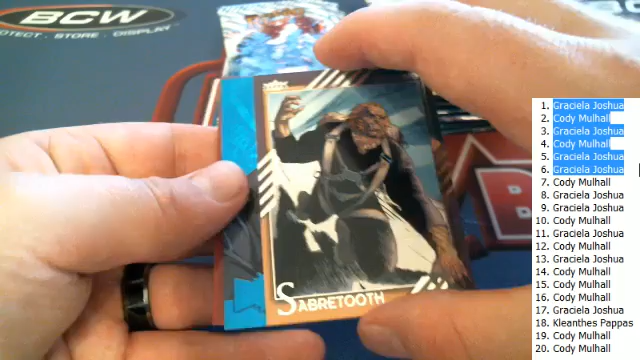 BCW
PROTECT . STORE . DISPLAY
SABRETOOTH
1. Graciela Joshua
2. Cody Mulhall
3. Graciela Joshua
4. Cody Mulhall
5. Graciela Joshua
6. Graciela Joshua
7. Cody Mulhall
8. Graciela Joshua
9. Graciela Joshua
10. Cody Mulhall
11. Graciela Joshua
12. Cody Mulhall
13. Graciela Joshua
14. Cody Mulhall
15. Cody Mulhall
16. Cody Mulhall
17. Graciela Joshua
18. Kleanthes Pappas
19. Cody Mulhall
20. Cody Mulhall